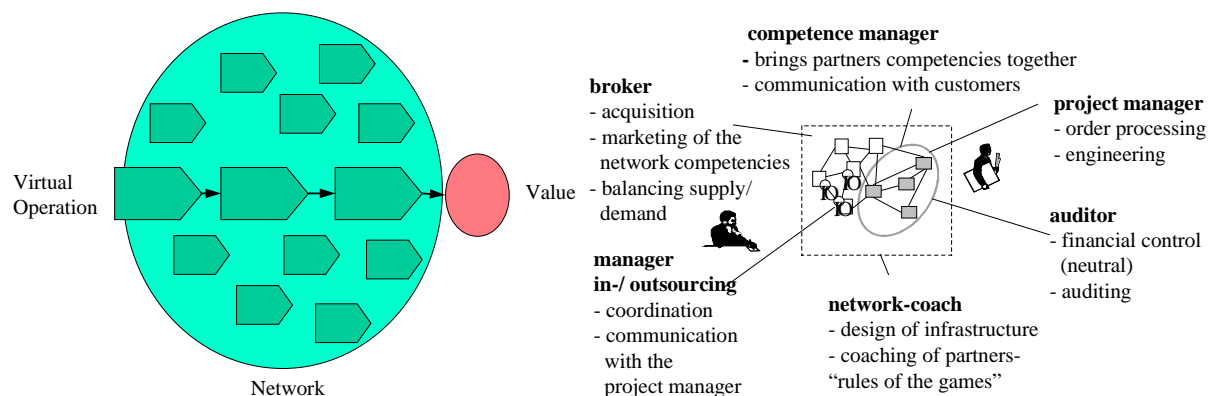 Virtual
Operation
Value
Network
competence manager
- brings partners competencies together
- communication with customers
broker
- acquisition
- marketing of the
network competencies
- balancing supply/
demand
project manager
- order processing
- engineering
auditor
- financial control
(neutral)
- auditing
manager
in-/ outsourcing
- coordination
- communication
with the
project manager
network-coach
- design of infrastructure
- coaching of partners-
“rules of the games”